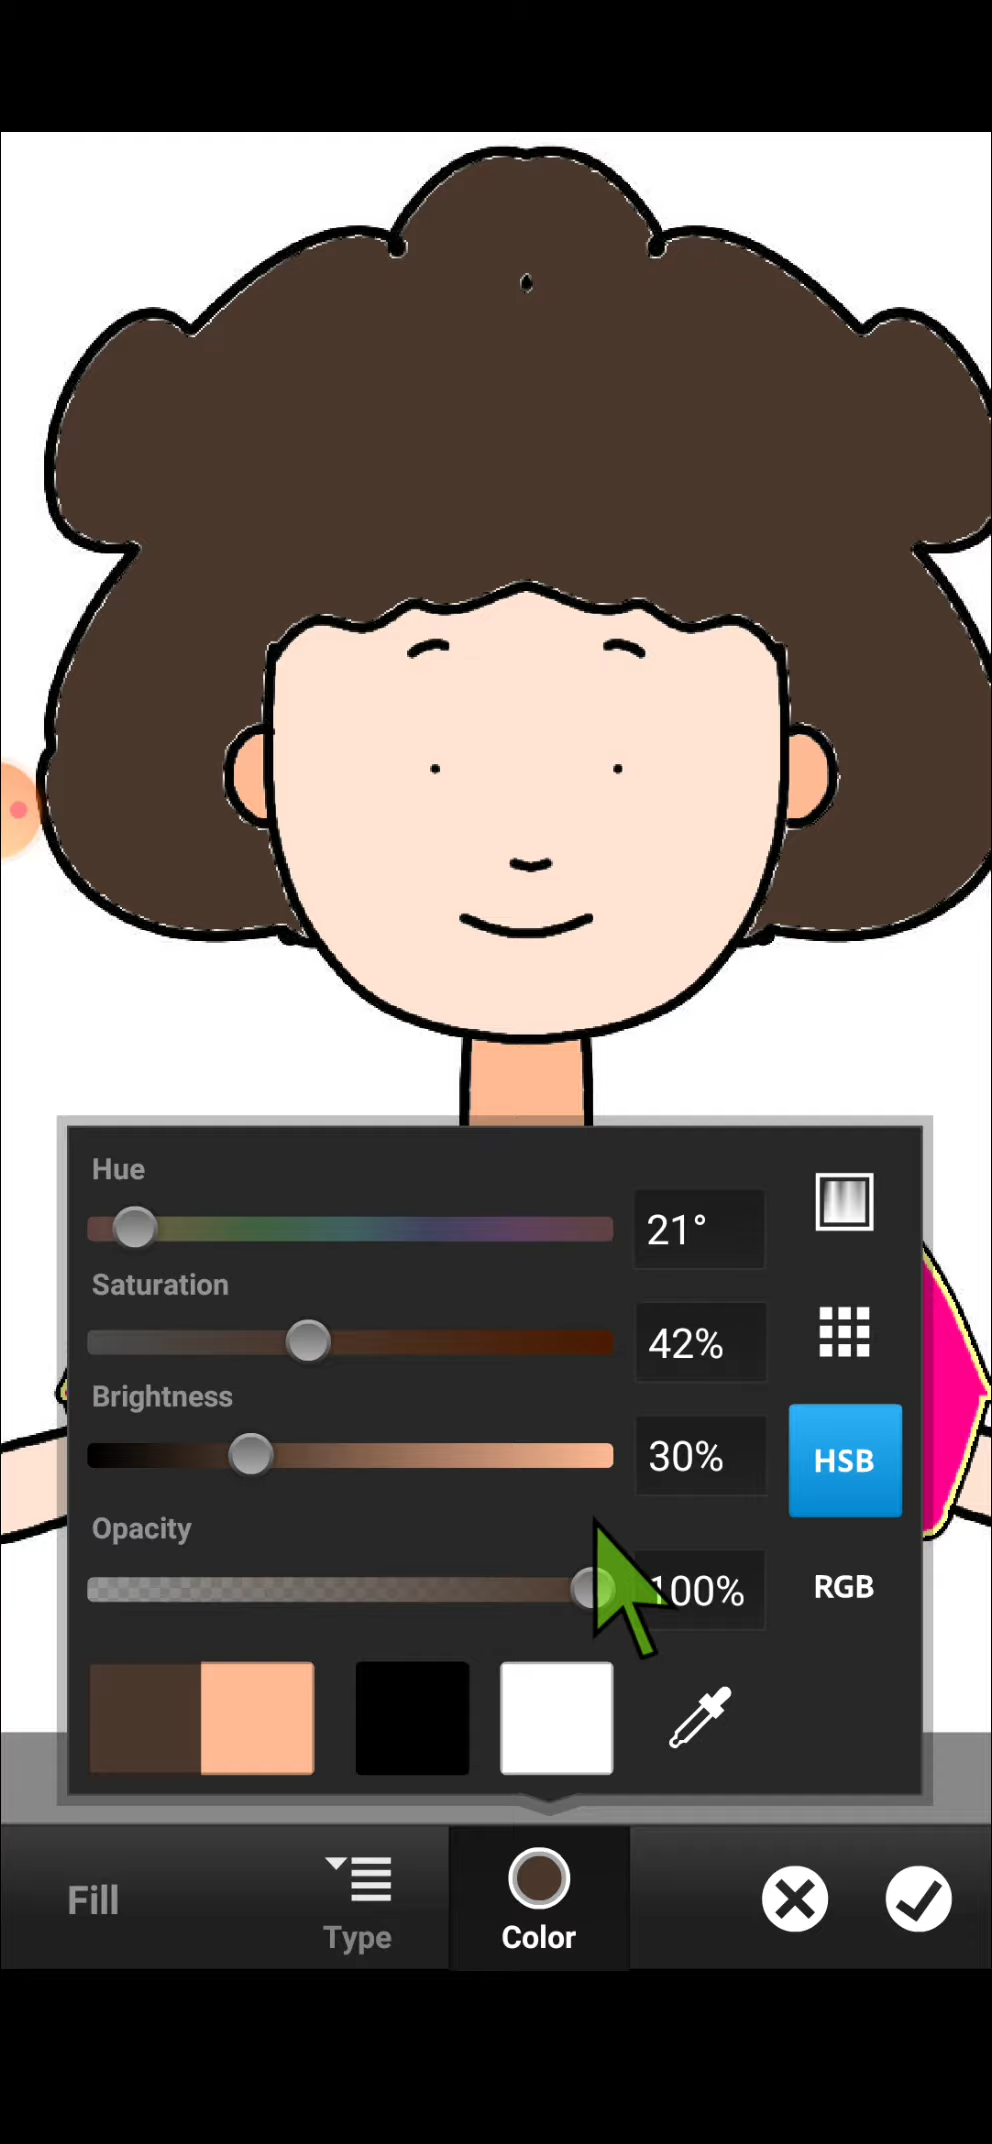 Hue
21°
Saturation
42%
Brightness
30%
HSB
Opacity
100%
RGB
Fill
Type
Color